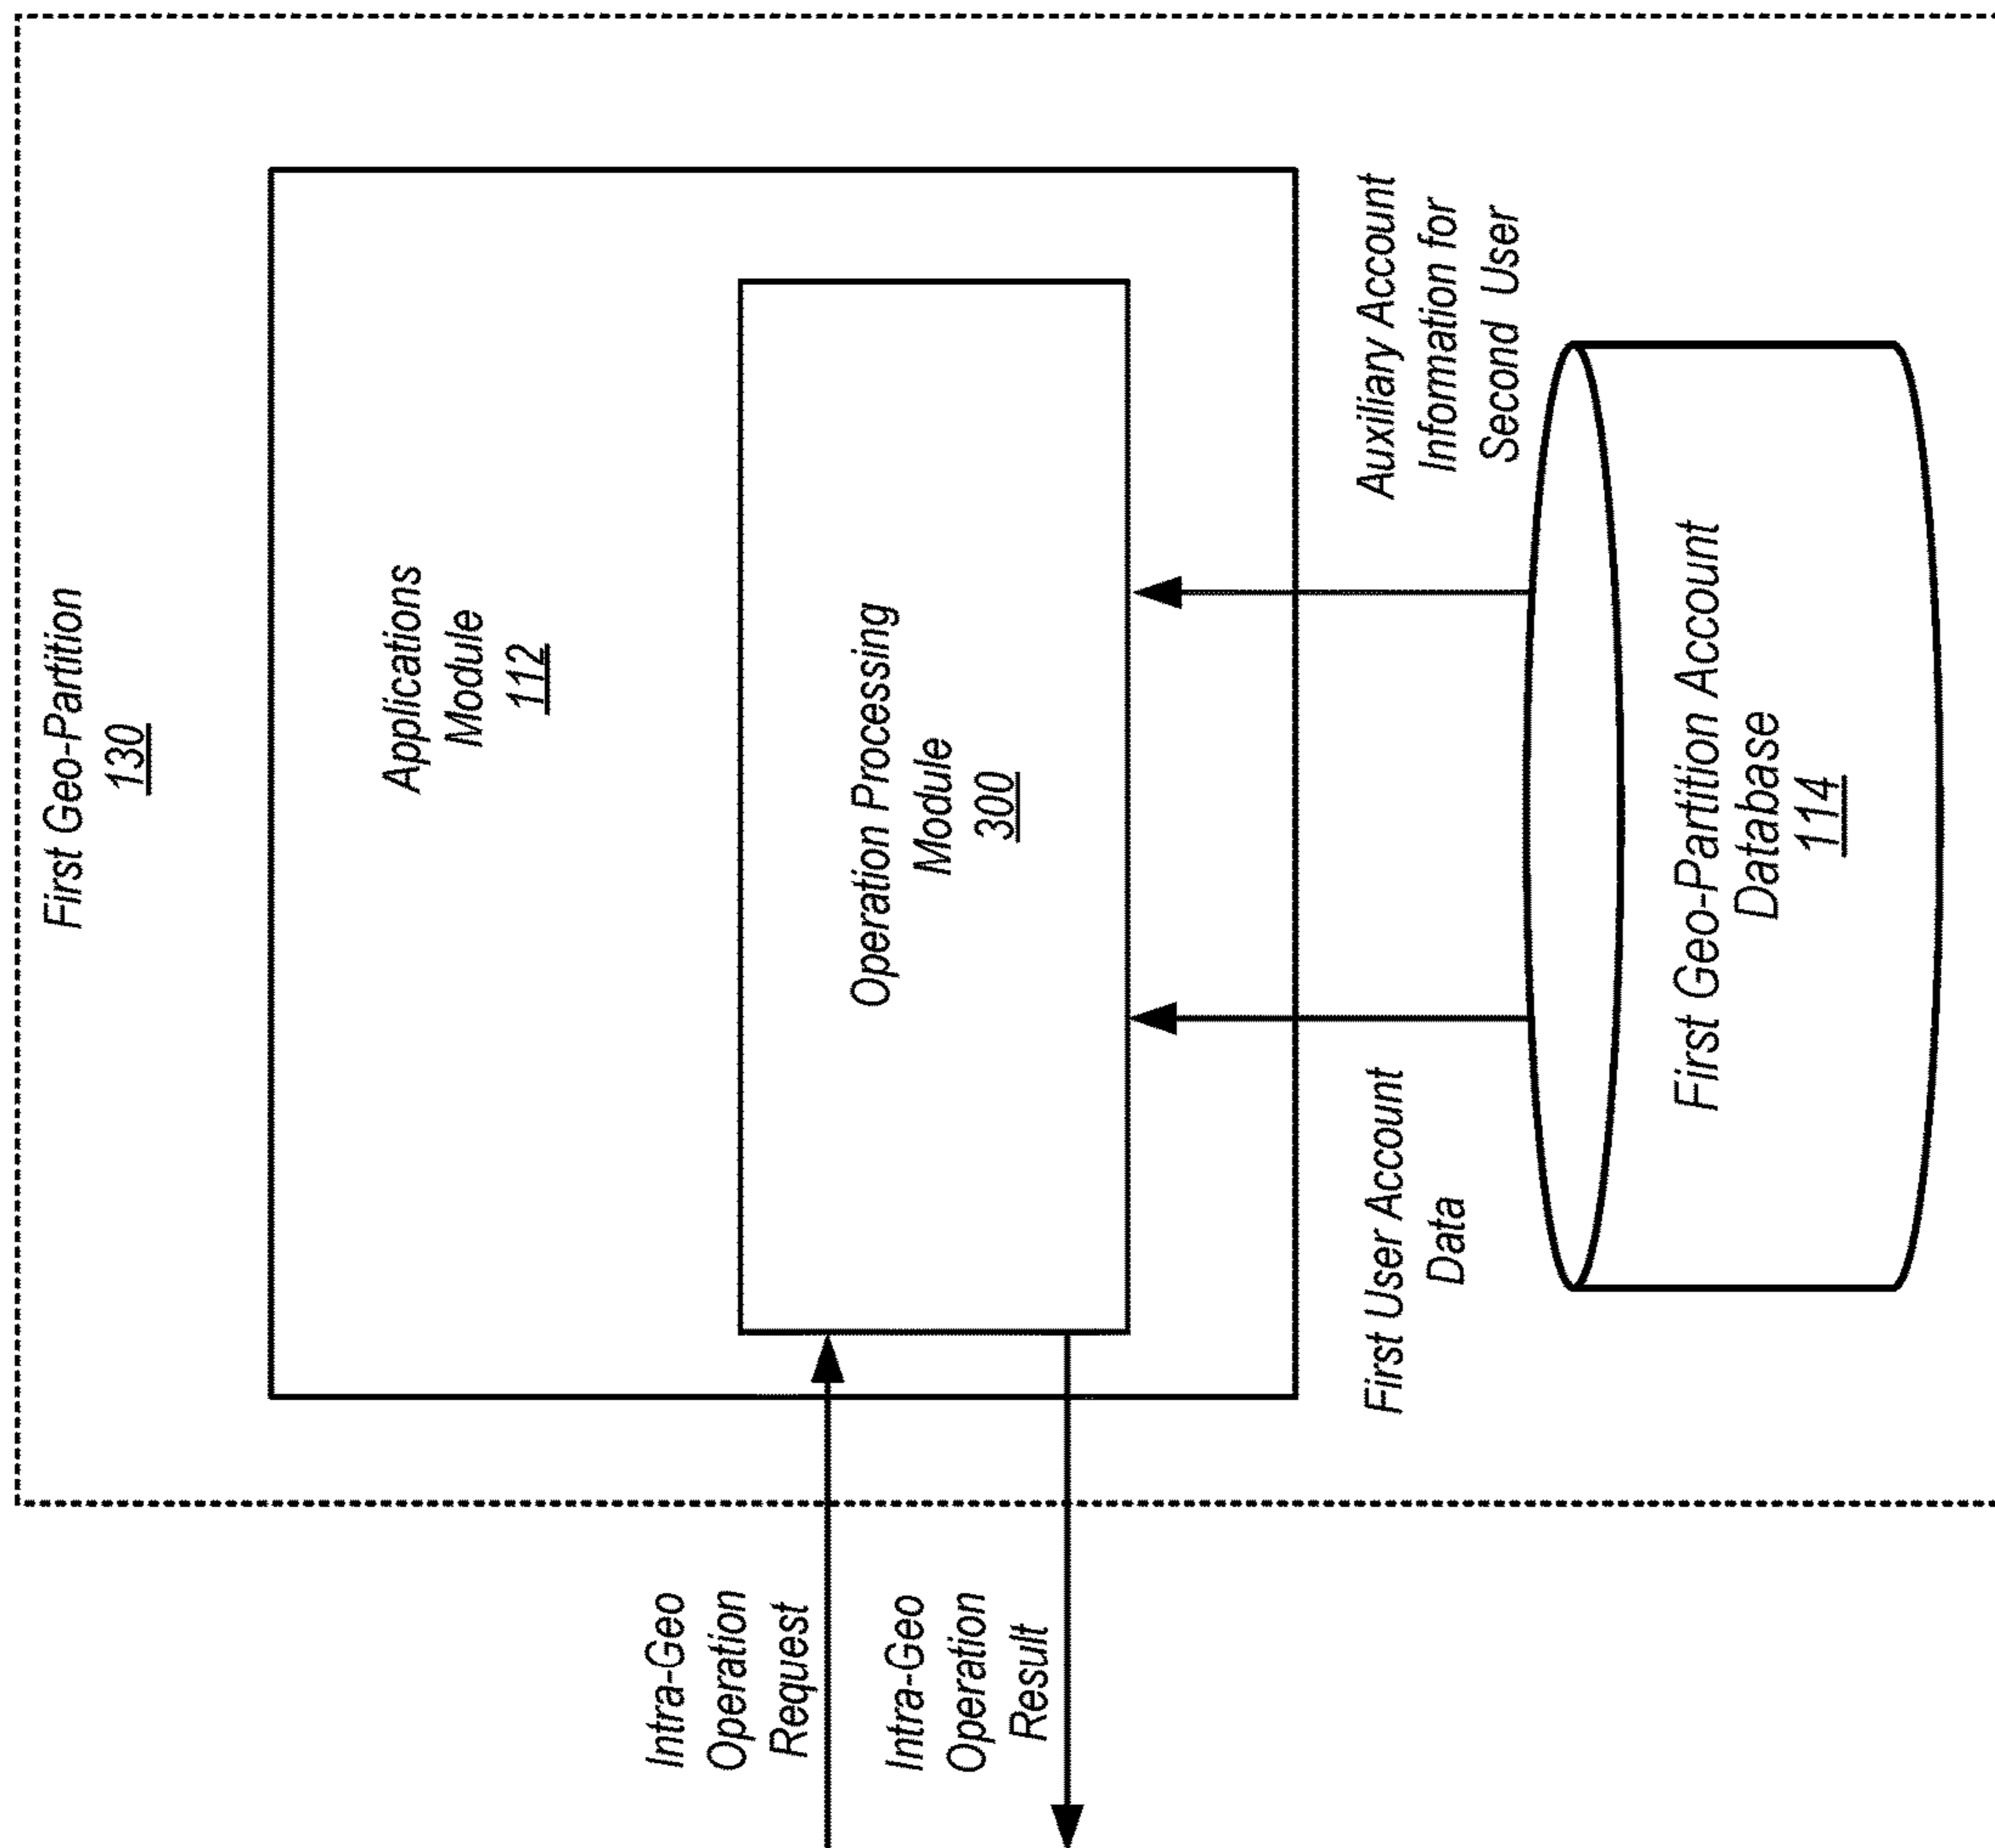 First Geo-Partition
130
Applications
Module
112
Intra-Geo
Operation
Request
Operation Processing
Module
300
Intra-Geo
Operation
Result
First User Account
Data
Auxiliary Account
Information for
Second User
First Geo-Partition Account
Database
114